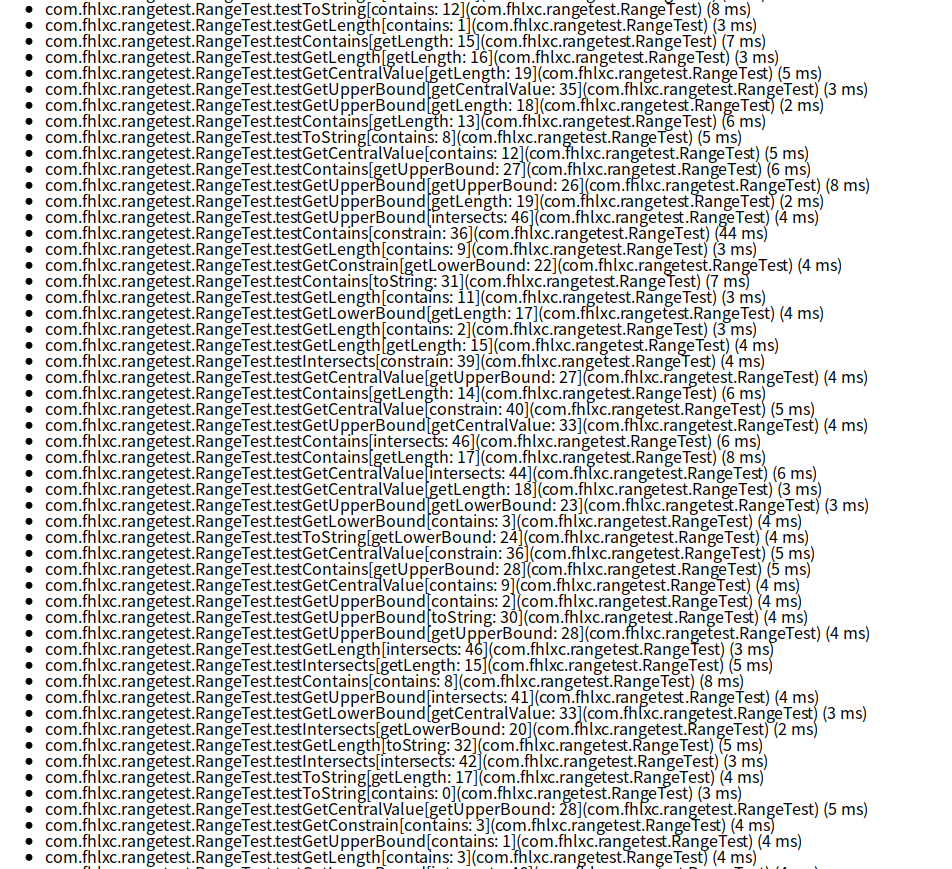 com.fhlxc.rangetest.RangeTest.testToString[contains: 12](com.fhlxc.rangetest.RangeTest) (8 ms)
com.fhlxc.rangetest.RangeTest.testGetLength[contains: 1](com.fhlxc.rangetest.RangeTest) (3 ms)
com.fhlxc.rangetest.RangeTest.testContains[getLength: 15](com.fhlxc.rangetest.RangeTest) (7 ms)
com.fhlxc.rangetest.RangeTest.testGetLength[getLength: 16](com.fhlxc.rangetest.RangeTest) (3 ms)
com.fhlxc.rangetest.RangeTest.testGetCentralValue[getLength: 19](com.fhlxc.rangetest.RangeTest) (5 ms)
com.fhlxc.rangetest.RangeTest.testGetUpperBound[getCentralValue: 35](com.fhlxc.rangetest.RangeTest) (3 ms)
com.fhlxc.rangetest.RangeTest.testGetUpperBound[getLength: 18](com.fhlxc.rangetest.RangeTest) (2 ms)
com.fhlxc.rangetest.RangeTest.testContains[getLength: 13](com.fhlxc.rangetest.RangeTest) (6 ms)
com.fhlxc.rangetest.RangeTest.testToString[contains: 8](com.fhlxc.rangetest.RangeTest) (5 ms)
com.fhlxc.rangetest.RangeTest.testGetCentralValue[contains: 12](com.fhlxc.rangetest.RangeTest) (5 ms)
com.fhlxc.rangetest.RangeTest.testContains[getUpperBound: 27](com.fhlxc.rangetest.RangeTest) (6 ms)
com.fhlxc.rangetest.RangeTest.testGetUpperBound[getUpperBound: 26](com.fhlxc.rangetest.RangeTest) (8 ms)
com.fhlxc.rangetest.RangeTest.testGetUpperBound[getLength: 19](com.fhlxc.rangetest.RangeTest) (2 ms)
com.fhlxc.rangetest.RangeTest.testGetUpperBound[intersects: 46](com.fhlxc.rangetest.RangeTest) (4 ms)
com.fhlxc.rangetest.RangeTest.testContains[constrain: 36](com.fhlxc.rangetest.RangeTest) (44 ms)
com.fhlxc.rangetest.RangeTest.testGetLength[contains: 9](com.fhlxc.rangetest.RangeTest) (3 ms)
com.fhlxc.rangetest.RangeTest.testGetConstrain[getLowerBound: 22](com.fhlxc.rangetest.RangeTest) (4 ms)
com.fhlxc.rangetest.RangeTest.testContains[toString: 31](com.fhlxc.rangetest.RangeTest) (7 ms)
com.fhlxc.rangetest.RangeTest.testGetLength[contains: 11](com.fhlxc.rangetest.RangeTest) (3 ms)
com.fhlxc.rangetest.RangeTest.testGetLowerBound[getLength: 17](com.fhlxc.rangetest.RangeTest) (4 ms)
com.fhlxc.rangetest.RangeTest.testGetLength[contains: 2](com.fhlxc.rangetest.RangeTest) (3 ms)
com.fhlxc.rangetest.RangeTest.testGetLength[getLength: 15](com.fhlxc.rangetest.RangeTest) (4 ms)
com.fhlxc.rangetest.RangeTest.testIntersects[constrain: 39](com.fhlxc.rangetest.RangeTest) (4 ms)
com.fhlxc.rangetest.RangeTest.testGetCentralValue[getUpperBound: 27](com.fhlxc.rangetest.RangeTest) (4 ms)
com.fhlxc.rangetest.RangeTest.testContains[getLength: 14](com.fhlxc.rangetest.RangeTest) (6 ms)
com.fhlxc.rangetest.RangeTest.testGetCentralValue[constrain: 40](com.fhlxc.rangetest.RangeTest) (5 ms)
com.fhlxc.rangetest.RangeTest.testGetUpperBound[getCentralValue: 33](com.fhlxc.rangetest.RangeTest) (4 ms)
com.fhlxc.rangetest.RangeTest.testContains[intersects: 46](com.fhlxc.rangetest.RangeTest) (6 ms)
com.fhlxc.rangetest.RangeTest.testContains[getLength: 17](com.fhlxc.rangetest.RangeTest) (8 ms)
com.fhlxc.rangetest.RangeTest.testGetCentralValue[intersects: 44](com.fhlxc.rangetest.RangeTest) (6 ms)
com.fhlxc.rangetest.RangeTest.testGetCentralValue[getLength: 18](com.fhlxc.rangetest.RangeTest) (3 ms)
com.fhlxc.rangetest.RangeTest.testGetUpperBound[getLowerBound: 23](com.fhlxc.rangetest.RangeTest) (3 ms)
com.fhlxc.rangetest.RangeTest.testGetLowerBound[contains: 3](com.fhlxc.rangetest.RangeTest) (4 ms)
com.fhlxc.rangetest.RangeTest.testToString[getLowerBound: 24](com.fhlxc.rangetest.RangeTest) (4 ms)
com.fhlxc.rangetest.RangeTest.testGetCentralValue[constrain: 36](com.fhlxc.rangetest.RangeTest) (5 ms)
com.fhlxc.rangetest.RangeTest.testContains[getUpperBound: 28](com.fhlxc.rangetest.RangeTest) (5 ms)
com.fhlxc.rangetest.RangeTest.testGetCentralValue[contains: 9](com.fhlxc.rangetest.RangeTest) (4 ms)
com.fhlxc.rangetest.RangeTest.testGetUpperBound[contains: 2](com.fhlxc.rangetest.RangeTest) (4 ms)
com.fhlxc.rangetest.RangeTest.testGetUpperBound[toString: 30](com.fhlxc.rangetest.RangeTest) (4 ms)
com.fhlxc.rangetest.RangeTest.testGetUpperBound[getUpperBound: 28](com.fhlxc.rangetest.RangeTest) (4 ms)
com.fhlxc.rangetest.RangeTest.testGetLength[intersects: 46](com.fhlxc.rangetest.RangeTest) (3 ms)
com.fhlxc.rangetest.RangeTest.testIntersects[getLength: 15](com.fhlxc.rangetest.RangeTest) (5 ms)
com.fhlxc.rangetest.RangeTest.testContains[contains: 8](com.fhlxc.rangetest.RangeTest) (8 ms)
com.fhlxc.rangetest.RangeTest.testGetUpperBound[intersects: 41](com.fhlxc.rangetest.RangeTest) (4 ms)
com.fhlxc.rangetest.RangeTest.testGetLowerBound[getCentralValue: 33](com.fhlxc.rangetest.RangeTest) (3 ms)
com.fhlxc.rangetest.RangeTest.testIntersects[getLowerBound: 20](com.fhlxc.rangetest.RangeTest) (2 ms)
com.fhlxc.rangetest.RangeTest.testGetLength[toString: 32](com.fhlxc.rangetest.RangeTest) (5 ms)
com.fhlxc.rangetest.RangeTest.testIntersects[intersects: 42](com.fhlxc.rangetest.RangeTest) (3 ms)
com.fhlxc.rangetest.RangeTest.testToString[getLength: 17](com.fhlxc.rangetest.RangeTest) (4 ms)
com.fhlxc.rangetest.RangeTest.testToString[contains: 0](com.fhlxc.rangetest.RangeTest) (3 ms)
com.fhlxc.rangetest.RangeTest.testGetCentralValue[getUpperBound: 28](com.fhlxc.rangetest.RangeTest) (5 ms)
com.fhlxc.rangetest.RangeTest.testGetConstrain[contains: 3](com.fhlxc.rangetest.RangeTest) (4 ms)
com.fhlxc.rangetest.RangeTest.testGetUpperBound[contains: 1](com.fhlxc.rangetest.RangeTest) (4 ms)
com.fhlxc.rangetest.RangeTest.testGetLength[contains: 3](com.fhlxc.rangetest.RangeTest) (4 ms)